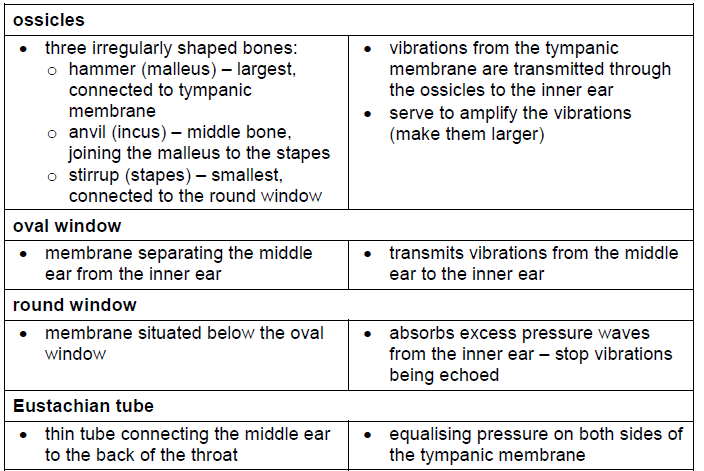 ossicles
• three irregularly shaped bones:
o hammer (malleus) – largest,
connected to tympanic
membrane
o anvil (incus) – middle bone,
joining the malleus to the stapes
o stirrup (stapes) – smallest,
connected to the round window
• vibrations from the tympanic
membrane are transmitted through
the ossicles to the inner ear
• serve to amplify the vibrations
(make them larger)
oval window
• membrane separating the middle
ear from the inner ear
• transmits vibrations from the middle
ear to the inner ear
round window
• membrane situated below the oval
window
• absorbs excess pressure waves
from the inner ear – stop vibrations
being echoed
Eustachian tube
• thin tube connecting the middle ear
to the back of the throat
• equalising pressure on both sides of
the tympanic membrane